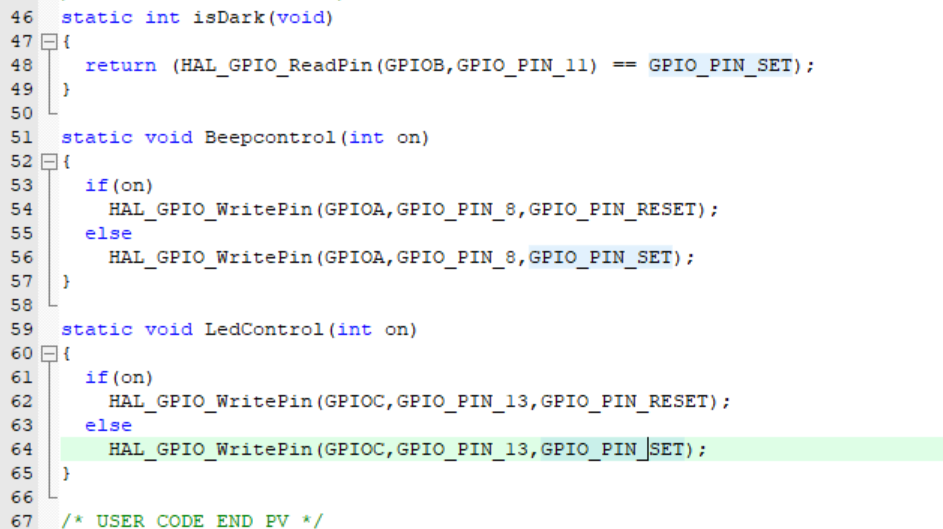 46 static int isDark(void)
47 {
48 return (HAL_GPIO_ReadPin(GPIOB,GPIO_PIN_11) == GPIO_PIN_SET);
49 }
50
51 static void Beepcontrol(int on)
52 {
53 if(on)
54 HAL_GPIO_WritePin(GPIOA,GPIO_PIN_8,GPIO_PIN_RESET);
55 else
56 HAL_GPIO_WritePin(GPIOA,GPIO_PIN_8,GPIO_PIN_SET);
57 }
58
59 static void LedControl(int on)
60 {
61 if(on)
62 HAL_GPIO_WritePin(GPIOC,GPIO_PIN_13,GPIO_PIN_RESET);
63 else
64 HAL_GPIO_WritePin(GPIOC,GPIO_PIN_13,GPIO_PIN_SET);
65 }
66
67 /* USER CODE END PV */